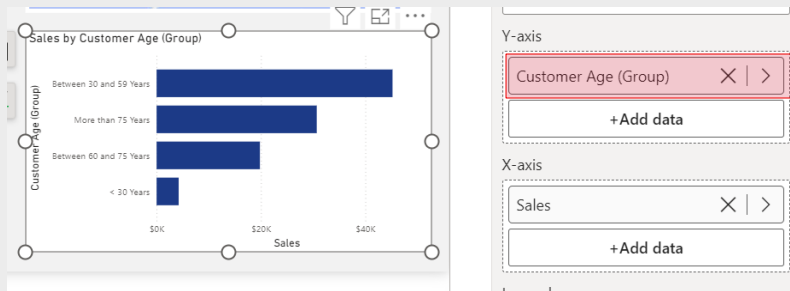 Sales by Customer Age (Group)
Customer Age (Group)
Between 30 and 59 Years
More than 75 Years
Between 60 and 75 Years
< 30 Years
$0K $20K $40K
Sales
Y-axis
Customer Age (Group)
+Add data
X-axis
Sales
+Add data